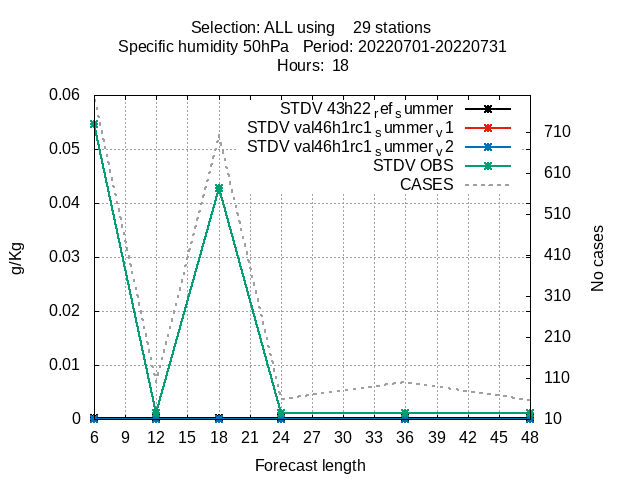 Selection: ALL using    29 stations
Specific humidity 50hPa   Period: 20220701-20220731
Hours:  18
STDV 43h22_ref_summer
STDV val46h1rc1_summer_v1
STDV val46h1rc1_summer_v2
STDV OBS
CASES
0.06
0.05
0.04
0.03
0.02
0.01
0
g/Kg
710
610
510
410
310
210
110
10
No cases
6 9 12 15 18 21 24 27 30 33 36 39 42 45 48
Forecast length